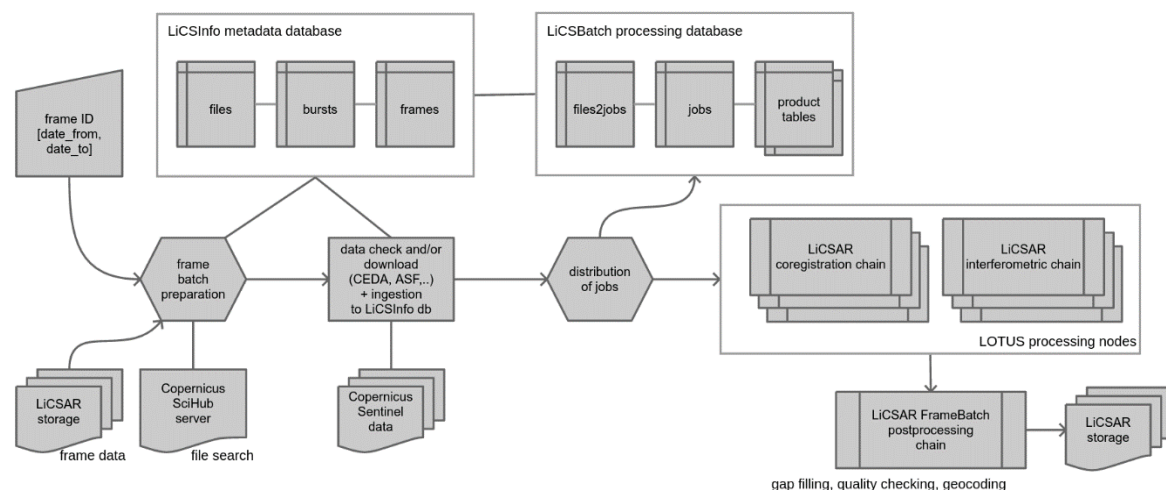 LiCSInfo metadata database
files
bursts
frames
LiCSBatch processing database
files2jobs
jobs
product
tables
frame ID
[date_from,
date_to]
frame
batch
preparation
data check and/or
download
(CEDA, ASF,..)
+ ingestion
to LiCSInfo db
distribution
of jobs
LiCSAR
coregistration chain
LiCSAR
interferometric chain
LOTUS processing nodes
LiCSAR
storage
frame data
Copernicus
SciHub
server
file search
Copernicus
Sentinel
data
LiCSAR FrameBatch
postprocessing
chain
gap filling, quality checking, geocoding
LiCSAR
storage